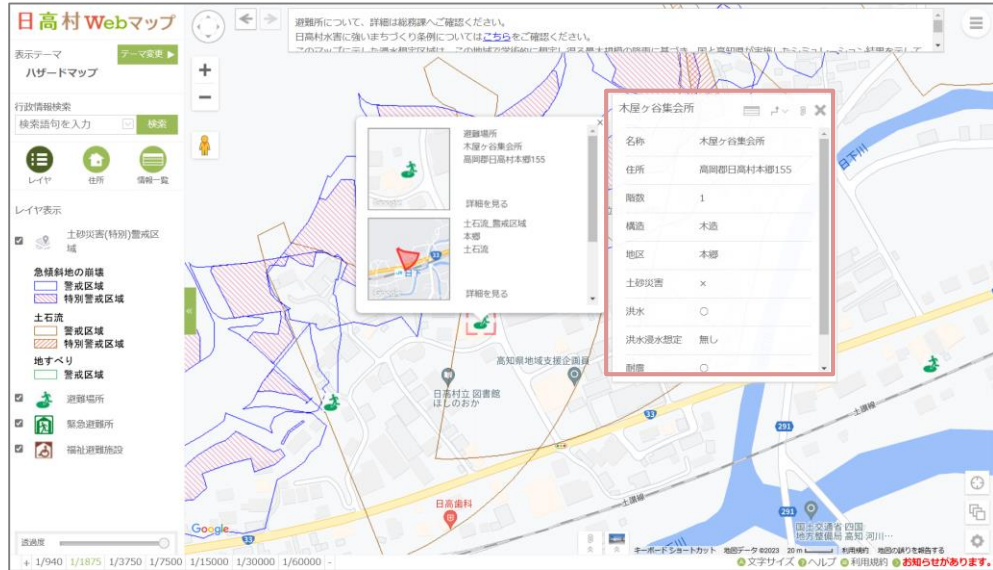 日高村Webマップ
表示テーマ
テーマ変更 ▶
ハザードマップ
行政情報検索
検索語句を入力
検索
レイヤ
住所
情報一覧
レイヤ表示
土砂災害(特別)警戒区
域
急傾斜地の崩壊
警戒区域
特別警戒区域
土石流
警戒区域
特別警戒区域
地すべり
警戒区域
避難場所
緊急避難所
福祉避難施設
透過度
+ 1/940 1/1875 1/3750 1/7500 1/15000 1/30000 1/60000 -
避難所について、詳細は総務課へご確認ください。
日高村水害に強いまちづくり条例についてはこちらをご確認ください。
避難場所
木屋ヶ谷集会所
高岡郡日高村本郷155
詳細を見る
土石流_警戒区域
本郷
土石流
詳細を見る
木屋ヶ谷集会所
名称 木屋ヶ谷集会所
住所 高岡郡日高村本郷155
階数 1
構造 木造
地区 本郷
土砂災害 ×
洪水 ○
洪水浸水想定 無し
耐震 ○
日下川
高知県地域支援企画員
日高村立 図書館
ほしのおか
33
33
33
291
291
土讃線
土讃線
日高歯科
国土交通省 四国
地方整備局 高知 河川…
Google
キーボード ショートカット 地図データ ©2023 20 m 利用規約 地図の誤りを報告する
文字サイズ ヘルプ 利用規約 お知らせがあります。